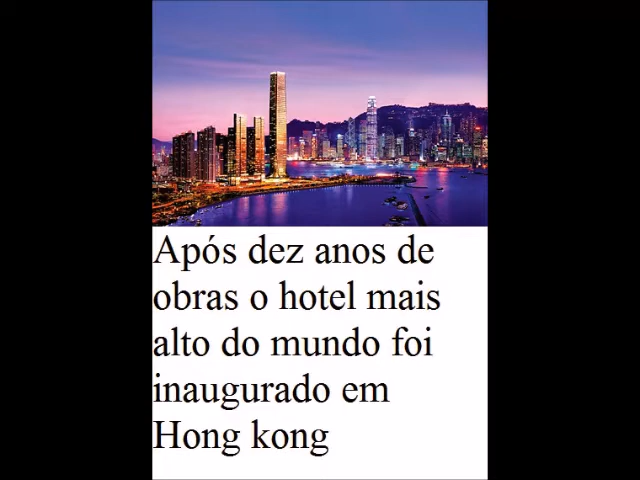 Após dez anos de
obras o hotel mais
alto do mundo foi
inaugurado em
Hong kong